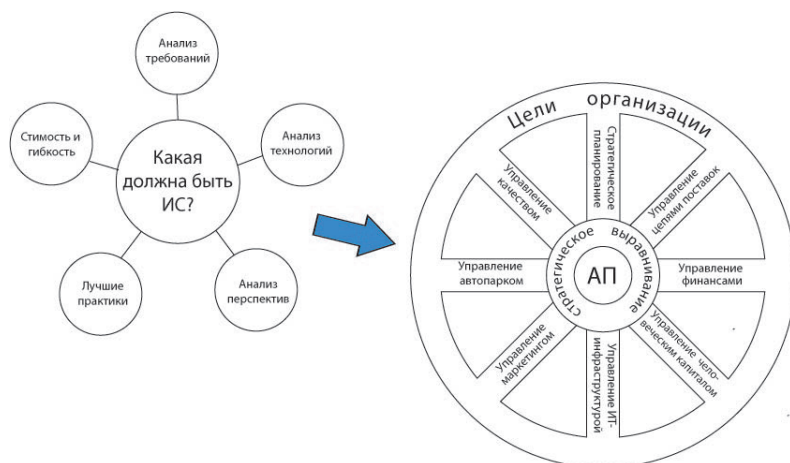 Анализ
требований
Стимость и
гибкость
Анализ
технологий
Какая
должна быть
ИС?
Лучшие
практики
Анализ
перспектив
Цели организации
Стратегическое
планирование
Управление
качеством
Управление
цепями поставок
стратегическое выравнивание
АП
Управление
автопарком
Управление
финансами
Управление
маркетингом
Управление ИТ-
инфраструктурой
Управление чело-
веческим капиталом